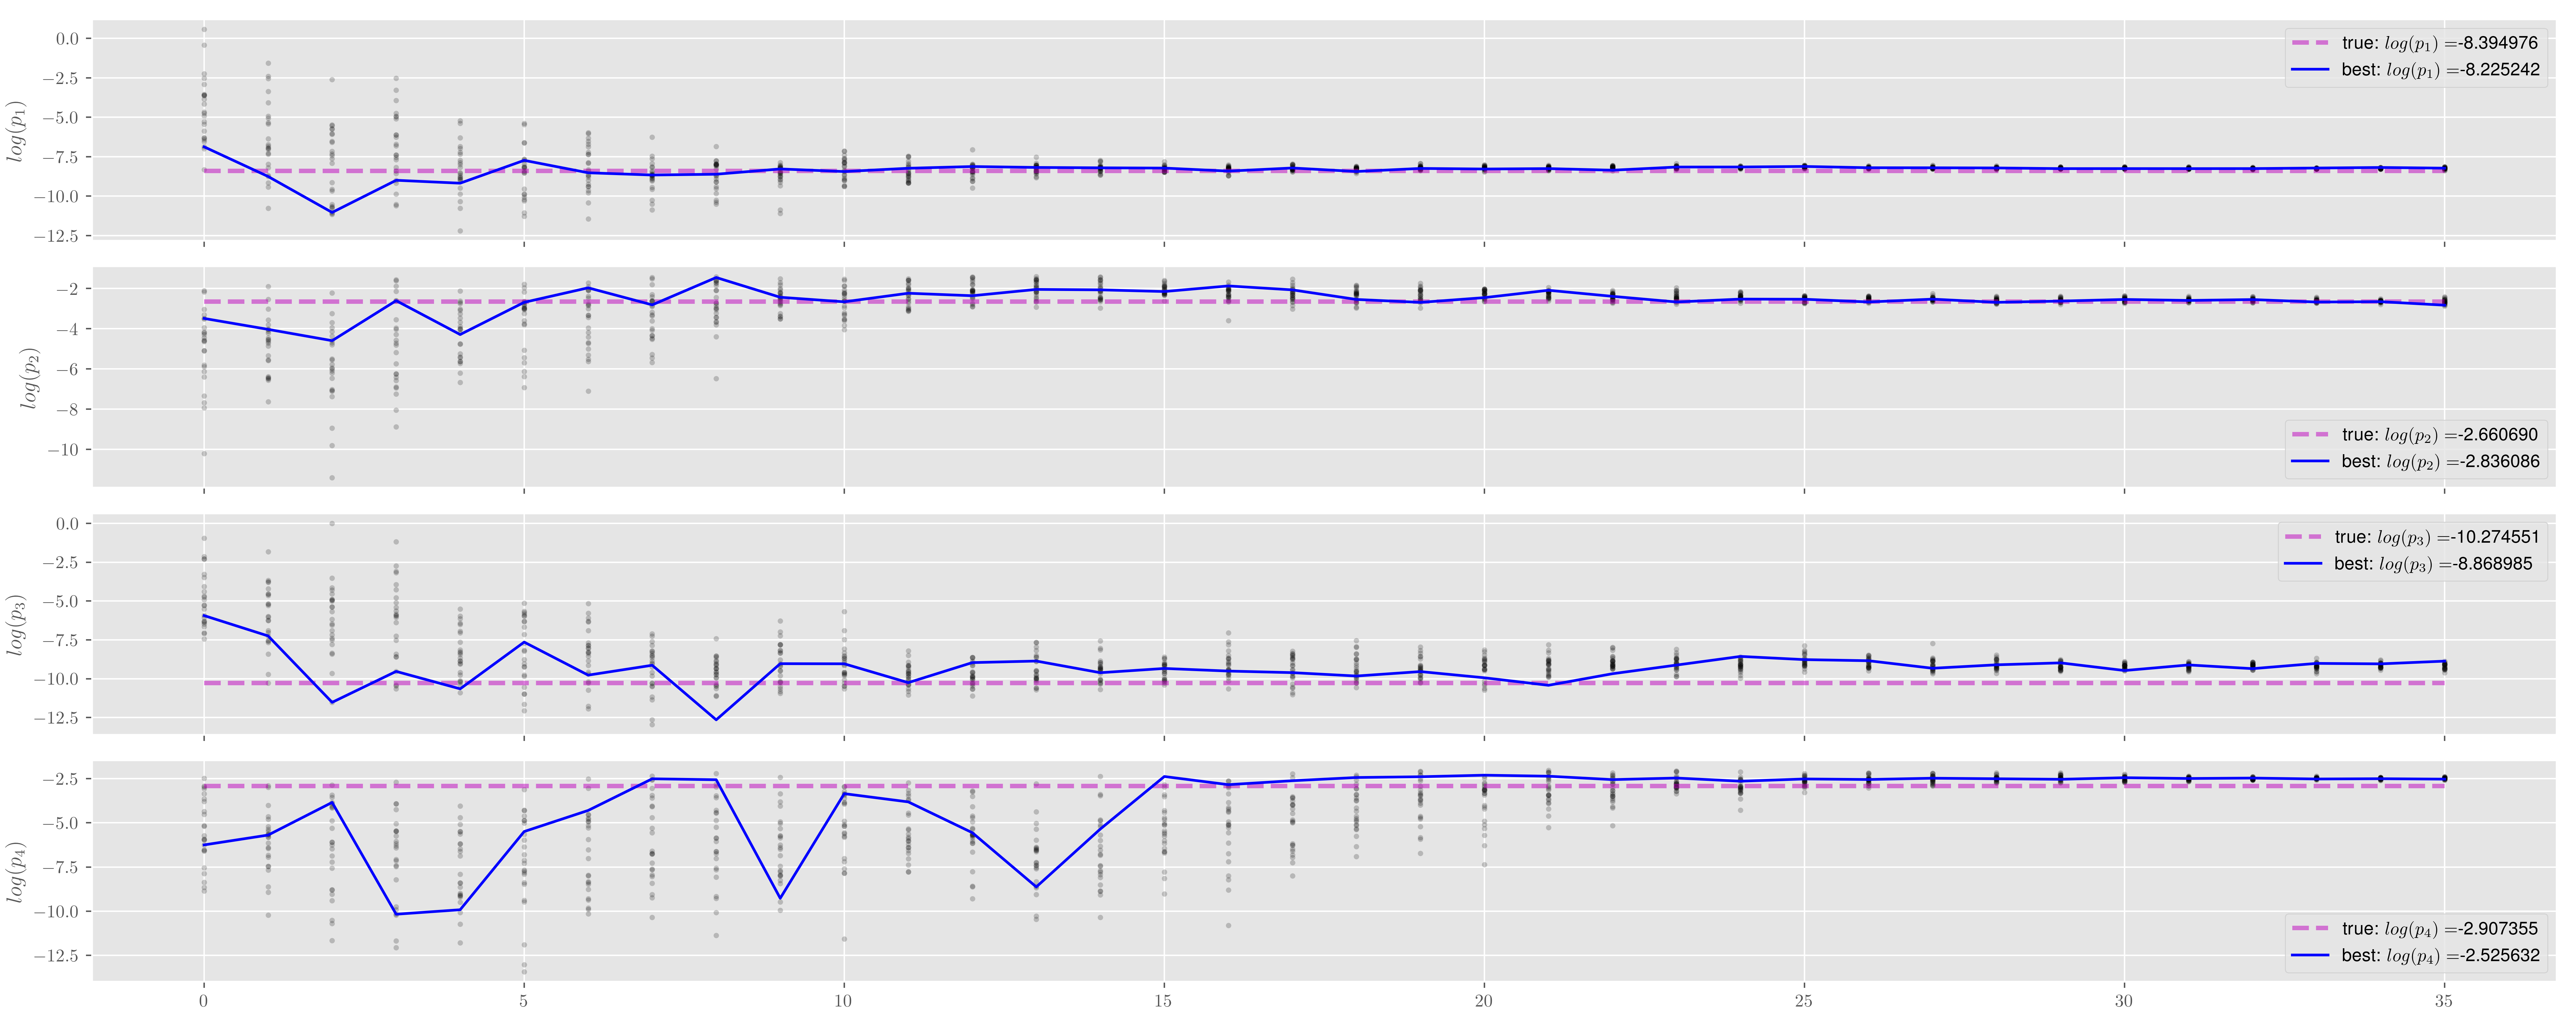 0.0
−2.5
−5.0
−7.5
−10.0
−12.5
log(p₁)
true: log(p₁) =-8.394976
best: log(p₁) =-8.225242
−2
−4
−6
−8
−10
log(p₂)
true: log(p₂) =-2.660690
best: log(p₂) =-2.836086
0.0
−2.5
−5.0
−7.5
−10.0
−12.5
log(p₃)
true: log(p₃) =-10.274551
best: log(p₃) =-8.868985
−2.5
−5.0
−7.5
−10.0
−12.5
log(p₄)
true: log(p₄) =-2.907355
best: log(p₄) =-2.525632
0 5 10 15 20 25 30 35